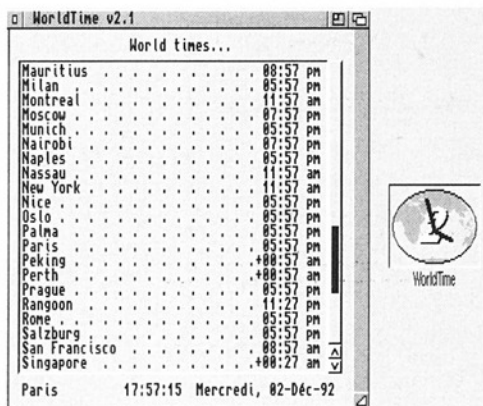 WorldTime v2.1
World times...
Mauritius . . . . . . . . . . . . 08:57 pm
Milan . . . . . . . . . . . . . . 05:57 pm
Montreal . . . . . . . . . . . . 11:57 am
Moscow . . . . . . . . . . . . . 07:57 pm
Munich . . . . . . . . . . . . . 05:57 pm
Nairobi . . . . . . . . . . . . . 07:57 pm
Naples . . . . . . . . . . . . . 05:57 pm
Nassau . . . . . . . . . . . . . 11:57 am
New York . . . . . . . . . . . . 11:57 am
Nice . . . . . . . . . . . . . . 05:57 pm
Oslo . . . . . . . . . . . . . . 05:57 pm
Palma . . . . . . . . . . . . . . 05:57 pm
Paris . . . . . . . . . . . . . . 05:57 pm
Peking . . . . . . . . . . . . .+00:57 am
Perth . . . . . . . . . . . . . .+00:57 am
Prague . . . . . . . . . . . . . 05:57 pm
Rangoon . . . . . . . . . . . . . 11:27 pm
Rome . . . . . . . . . . . . . . 05:57 pm
Salzburg . . . . . . . . . . . . 05:57 pm
San Francisco . . . . . . . . . . 08:57 am
Singapore . . . . . . . . . . . .+00:27 am
Paris 17:57:15 Mercredi, 02-Déc-92
WorldTime